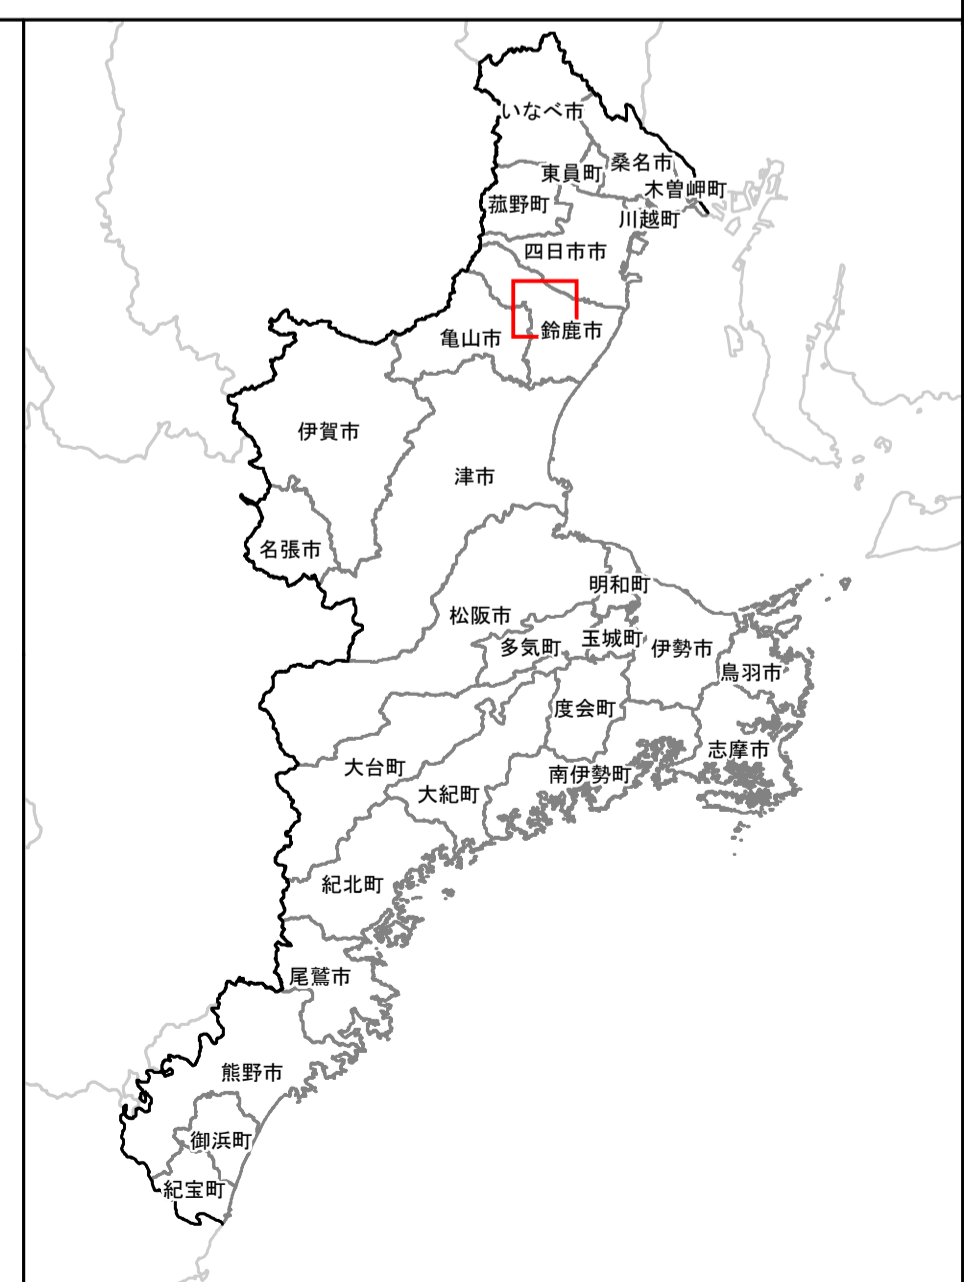 いなべ市
桑名市
東員町
木曽岬町
菰野町
川越町
四日市市
鈴鹿市
亀山市
伊賀市
津市
名張市
明和町
松阪市
玉城町
多気町
伊勢市
鳥羽市
度会町
志摩市
大台町
南伊勢町
大紀町
紀北町
尾鷲市
熊野市
御浜町
紀宝町